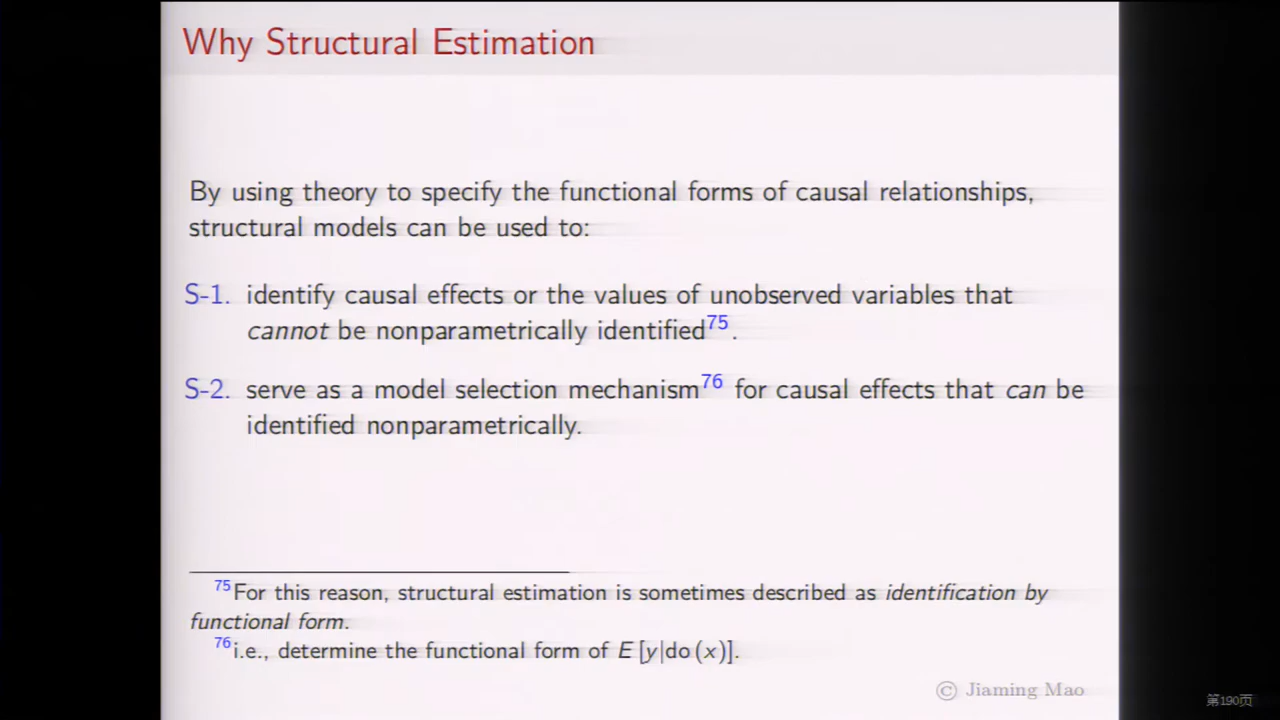 Why Structural Estimation
By using theory to specify the functional forms of causal relationships,
structural models can be used to:
S-1. identify causal effects or the values of unobserved variables that
cannot be nonparametrically identified75.
S-2. serve as a model selection mechanism76 for causal effects that can be
identified nonparametrically.
75For this reason, structural estimation is sometimes described as identification by
functional form.
76i.e., determine the functional form of E [y|do (x)].
© Jiaming Mao
第190页